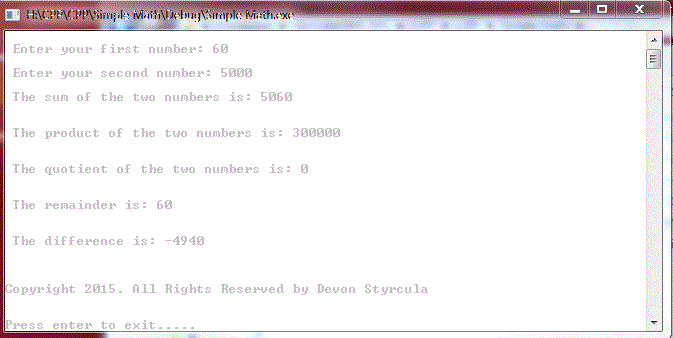 H:\CPP\CPP\Simple Math\Debug\Simple Math.exe
Enter your first number: 60
Enter your second number: 5000
The sum of the two numbers is: 5060
The product of the two numbers is: 300000
The quotient of the two numbers is: 0
The remainder is: 60
The difference is: -4940
Copyright 2015. All Rights Reserved by Devon Styrcula
Press enter to exit.....